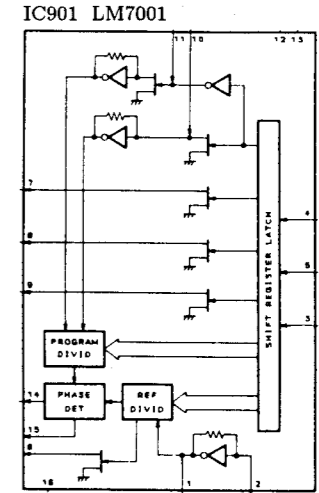 IC901 LM7001
11 10 12 13
7
8
9
4
5
3
SHIFT REGISTER LATCH
PROGRAM
DIVID
PHASE
DET
REF
DIVID
14
15
6
1 2
16